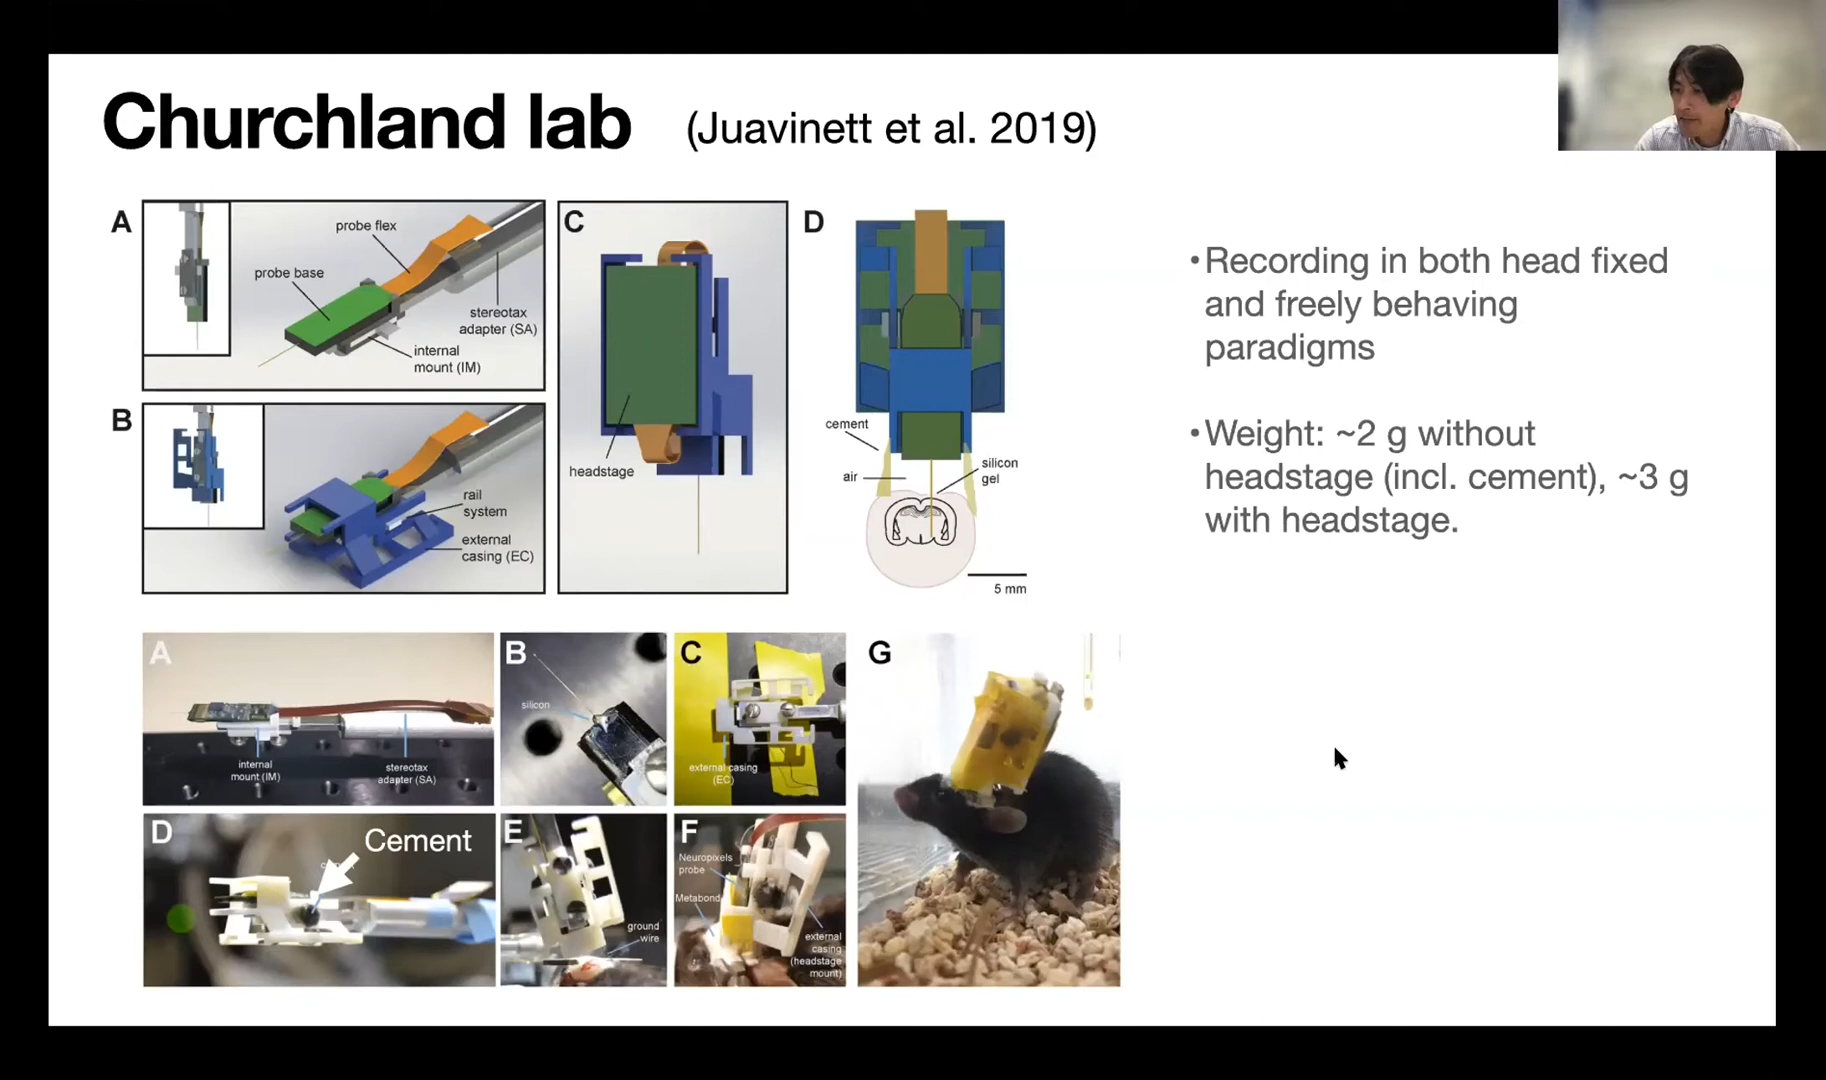 Churchland lab (Juavinett et al. 2019)
A
probe flex
probe base
stereotax
adapter (SA)
internal
mount (IM)
B
rail
system
external
casing (EC)
C
headstage
D
cement
air
silicon
gel
5 mm
•Recording in both head fixed
and freely behaving
paradigms
•Weight: ~2 g without
headstage (incl. cement), ~3 g
with headstage.
A
internal
mount (IM)
stereotax
adapter (SA)
B
silicon
C
external casing
(EC)
D
Cement
E
ground
wire
F
Neuropixels
probe
Metabond
external
casing
(headstage
mount)
G